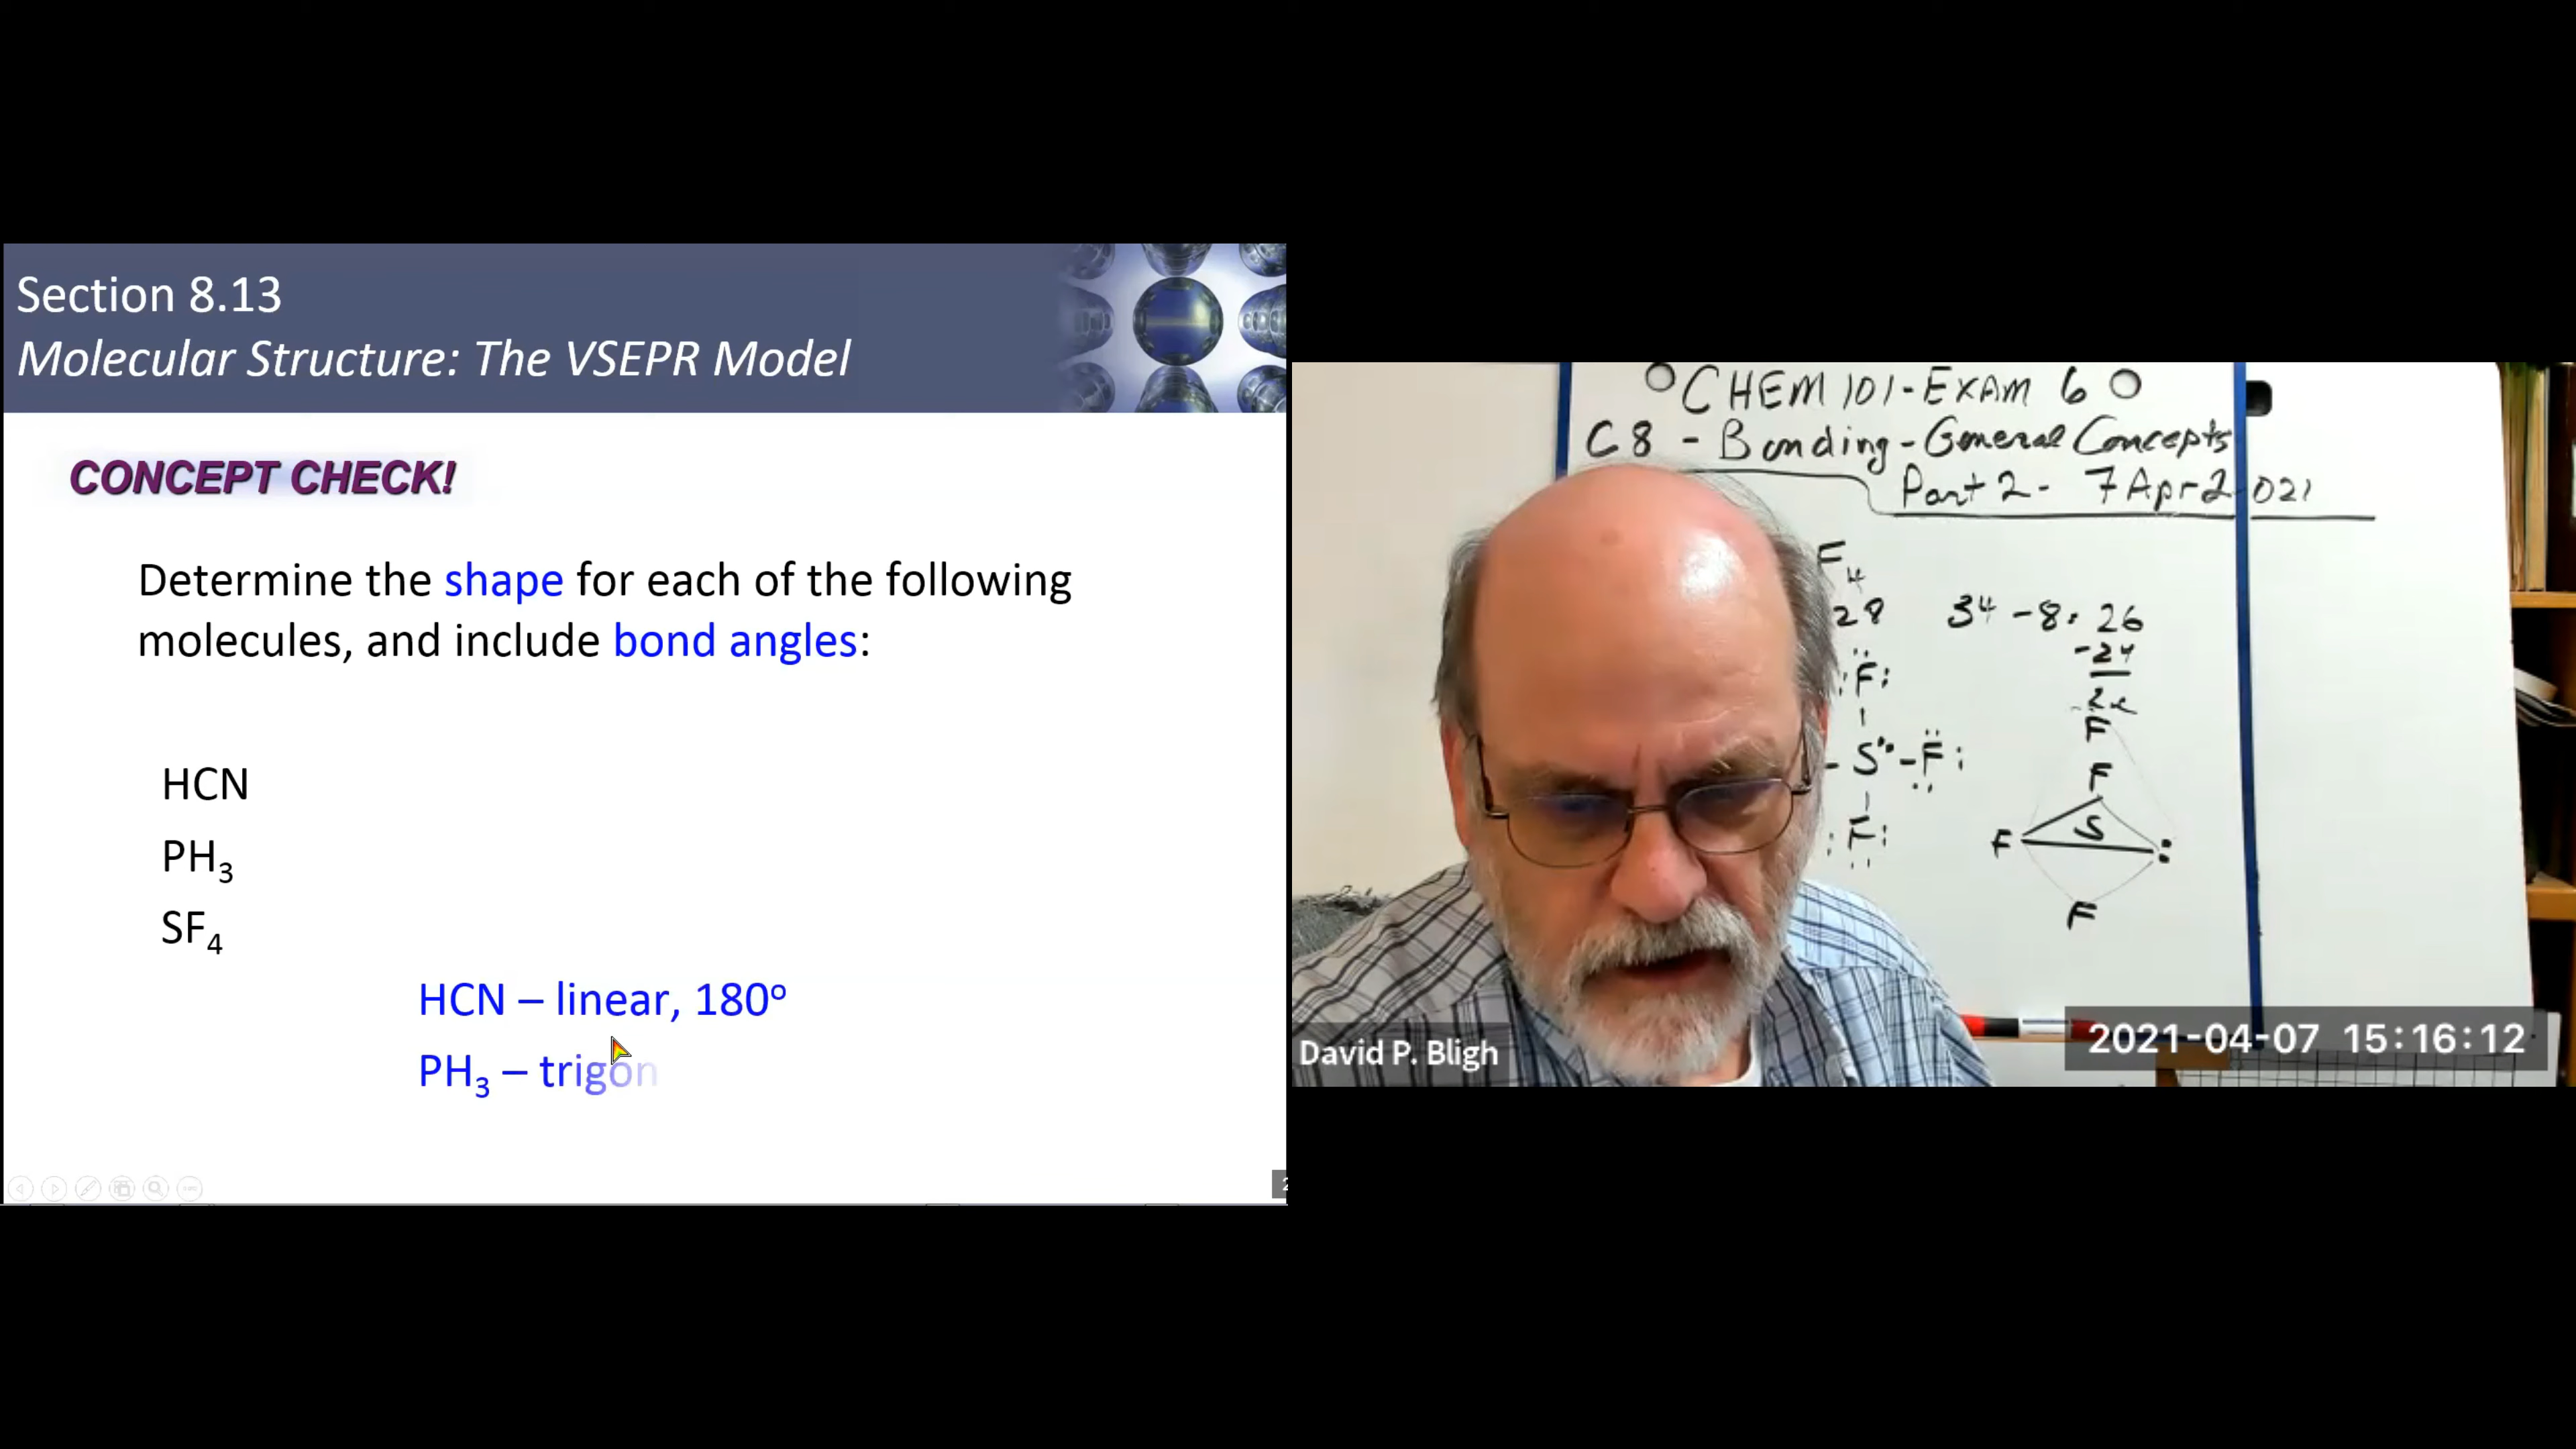 Section 8.13
Molecular Structure: The VSEPR Model
CONCEPT CHECK!
Determine the shape for each of the following
molecules, and include bond angles:
HCN
PH₃
SF₄
HCN – linear, 180°
PH₃ – trigon
CHEM 101-EXAM 6
C8 - Bonding - General Concepts
Part 2 - 7 Apr 2021
F₄
28 34 - 8 = 26
-24
2e
:F:
- S - F:
:F:
F
F
S
F
F
David P. Bligh
2021-04-07 15:16:12